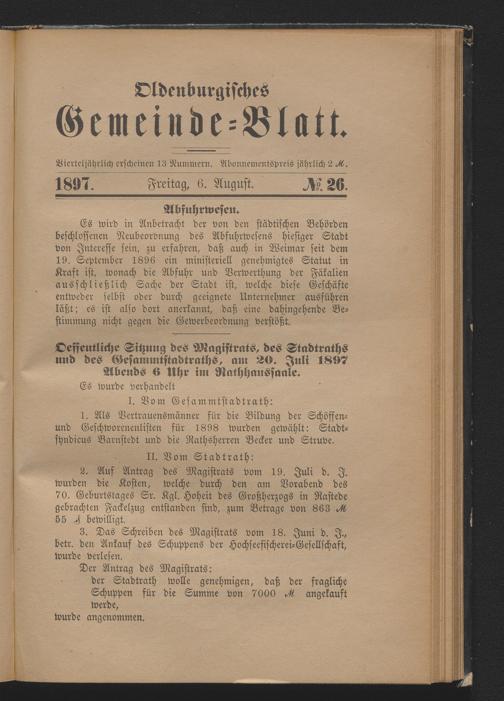 Oldenburgisches
Gemeinde=Blatt.
Vierteljährlich erscheinen 13 Nummern. Abonnementspreis jährlich 2 M.
1897. Freitag, 6. August. № 26.
Abfuhrwesen.
Es wird in Anbetracht der von den städtischen Behörden
beschlossenen Neubeordnung des Abfuhrwesens hiesiger Stadt
von Interesse sein, zu erfahren, daß auch in Weimar seit dem
19. September 1896 ein ministeriell genehmigtes Statut in
Kraft ist, wonach die Abfuhr und Verwerthung der Fäkalien
ausschließlich Sache der Stadt ist, welche diese Geschäfte
entweder selbst oder durch geeignete Unternehmer ausführen
läßt; es ist also dort anerkannt, daß eine dahingehende Be-
stimmung nicht gegen die Gewerbeordnung verstößt.
Oeffentliche Sitzung des Magistrats, des Stadtraths
und des Gesammtstadtraths, am 20. Juli 1897
Abends 6 Uhr im Rathhaussaale.
Es wurde verhandelt
I. Vom Gesammtstadtrath:
1. Als Vertrauensmänner für die Bildung der Schöffen-
und Geschworenenlisten für 1898 wurden gewählt: Stadt-
syndicus Barnstedt und die Rathsherren Becker und Struve.
II. Vom Stadtrath:
2. Auf Antrag des Magistrats vom 19. Juli d. J.
wurden die Kosten, welche durch den am Vorabend des
70. Geburtstages Sr. Kgl. Hoheit des Großherzogs in Rastede
gebrachten Fackelzug entstanden sind, zum Betrage von 863 M
55 ₰ bewilligt.
3. Das Schreiben des Magistrats vom 18. Juni d. J.,
betr. den Ankauf des Schuppens der Hochseefischerei-Gesellschaft,
wurde verlesen.
Der Antrag des Magistrats:
der Stadtrath wolle genehmigen, daß der fragliche
Schuppen für die Summe von 7000 M angekauft
werde,
wurde angenommen.